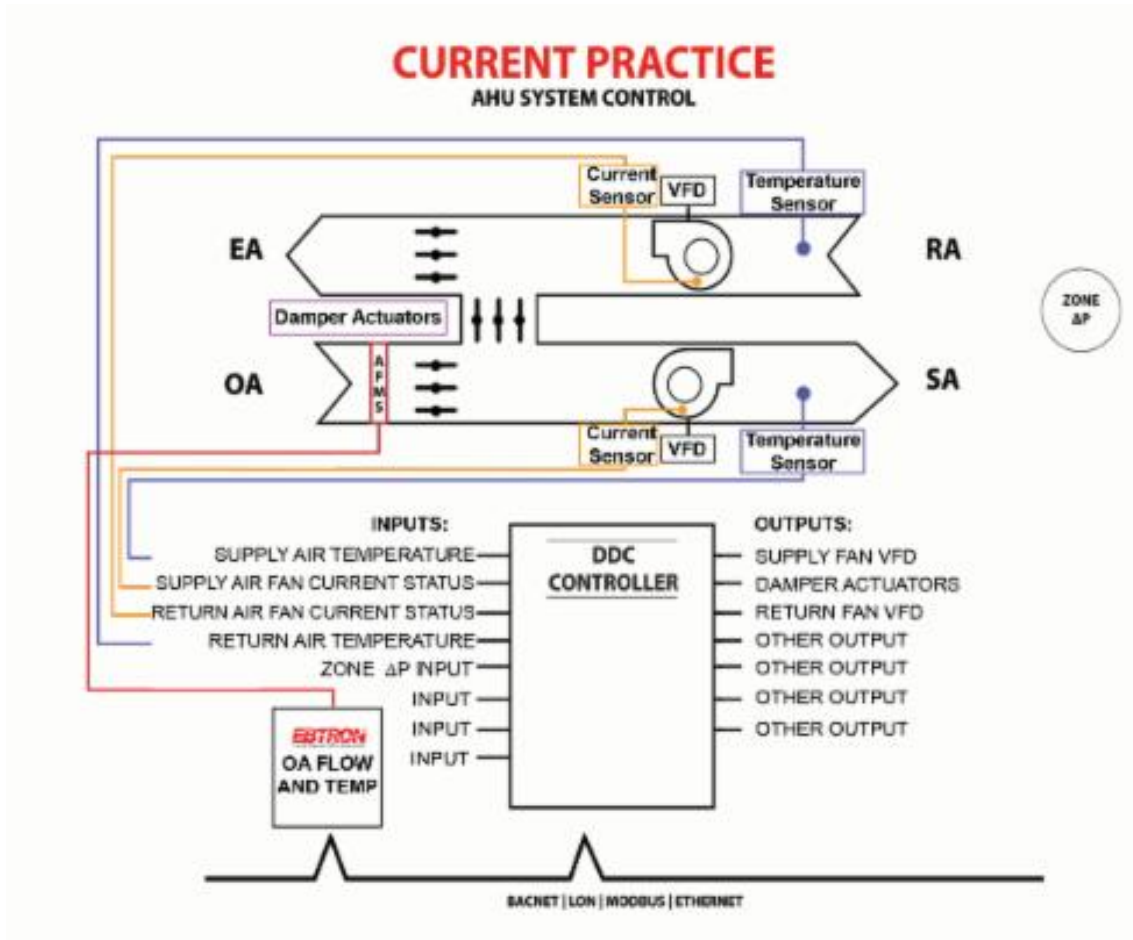 CURRENT PRACTICE
AHU SYSTEM CONTROL
Current
Sensor
VFD
Temperature
Sensor
EA
RA
Damper Actuators
ZONE
ΔP
OA
AFMS
SA
Current
Sensor
VFD
Temperature
Sensor
INPUTS:
SUPPLY AIR TEMPERATURE
SUPPLY AIR FAN CURRENT STATUS
RETURN AIR FAN CURRENT STATUS
RETURN AIR TEMPERATURE
ZONE ΔP INPUT
INPUT
INPUT
INPUT
DDC
CONTROLLER
OUTPUTS:
SUPPLY FAN VFD
DAMPER ACTUATORS
RETURN FAN VFD
OTHER OUTPUT
OTHER OUTPUT
OTHER OUTPUT
OTHER OUTPUT
EBTRON
OA FLOW
AND TEMP
BACNET | LON | MODBUS | ETHERNET